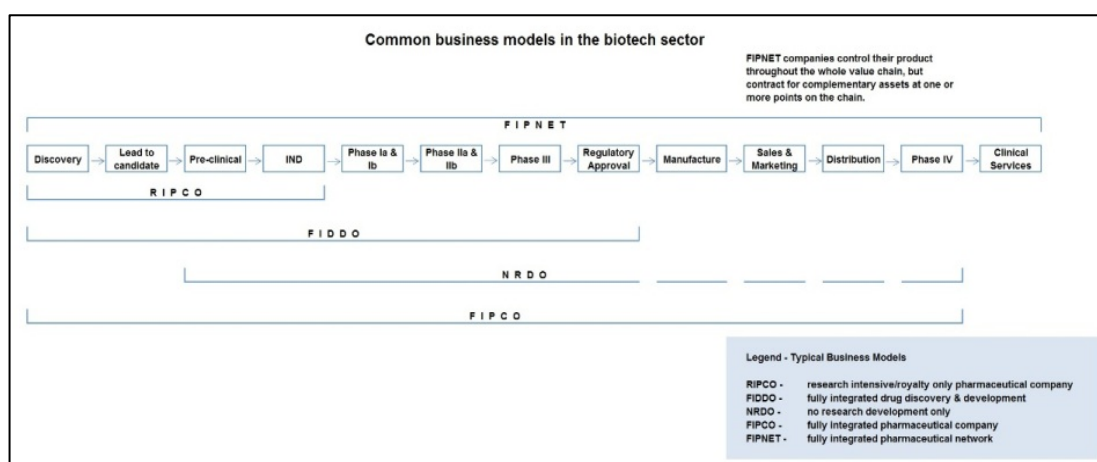 Common business models in the biotech sector
FIPNET companies control their product
throughout the whole value chain, but
contract for complementary assets at one or
more points on the chain.
F I P N E T
Discovery
Lead to
candidate
Pre-clinical
IND
Phase Ia &
Ib
Phase IIa &
IIb
Phase III
Regulatory
Approval
Manufacture
Sales &
Marketing
Distribution
Phase IV
Clinical
Services
R I P C O
F I D D O
N R D O
F I P C O
Legend - Typical Business Models
RIPCO - research intensive/royalty only pharmaceutical company
FIDDO - fully integrated drug discovery & development
NRDO - no research development only
FIPCO - fully integrated pharmaceutical company
FIPNET - fully integrated pharmaceutical network